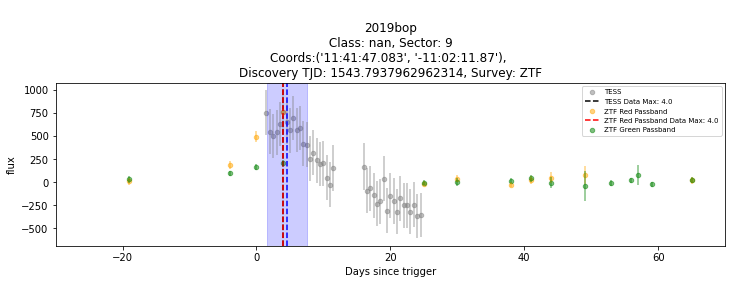 2019bop
Class: nan, Sector: 9
Coords:('11:41:47.083', '-11:02:11.87'),
Discovery TJD: 1543.7937962962314, Survey: ZTF
1000
750
500
250
0
−250
−500
flux
TESS
TESS Data Max: 4.0
ZTF Red Passband
ZTF Red Passband Data Max: 4.0
ZTF Green Passband
−20
0
20
40
60
Days since trigger